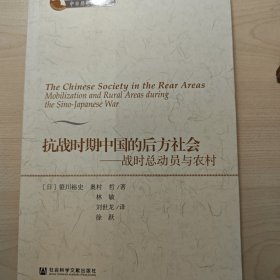 The Chinese Society in the Rear Areas
Mobilization and Rural Areas during
the Sino-Japanese War
抗战时期中国的后方社会
——战时总动员与农村
〔日〕笹川裕史 奥村 哲/著
林 敏
刘世龙/译
徐 跃
社会科学文献出版社